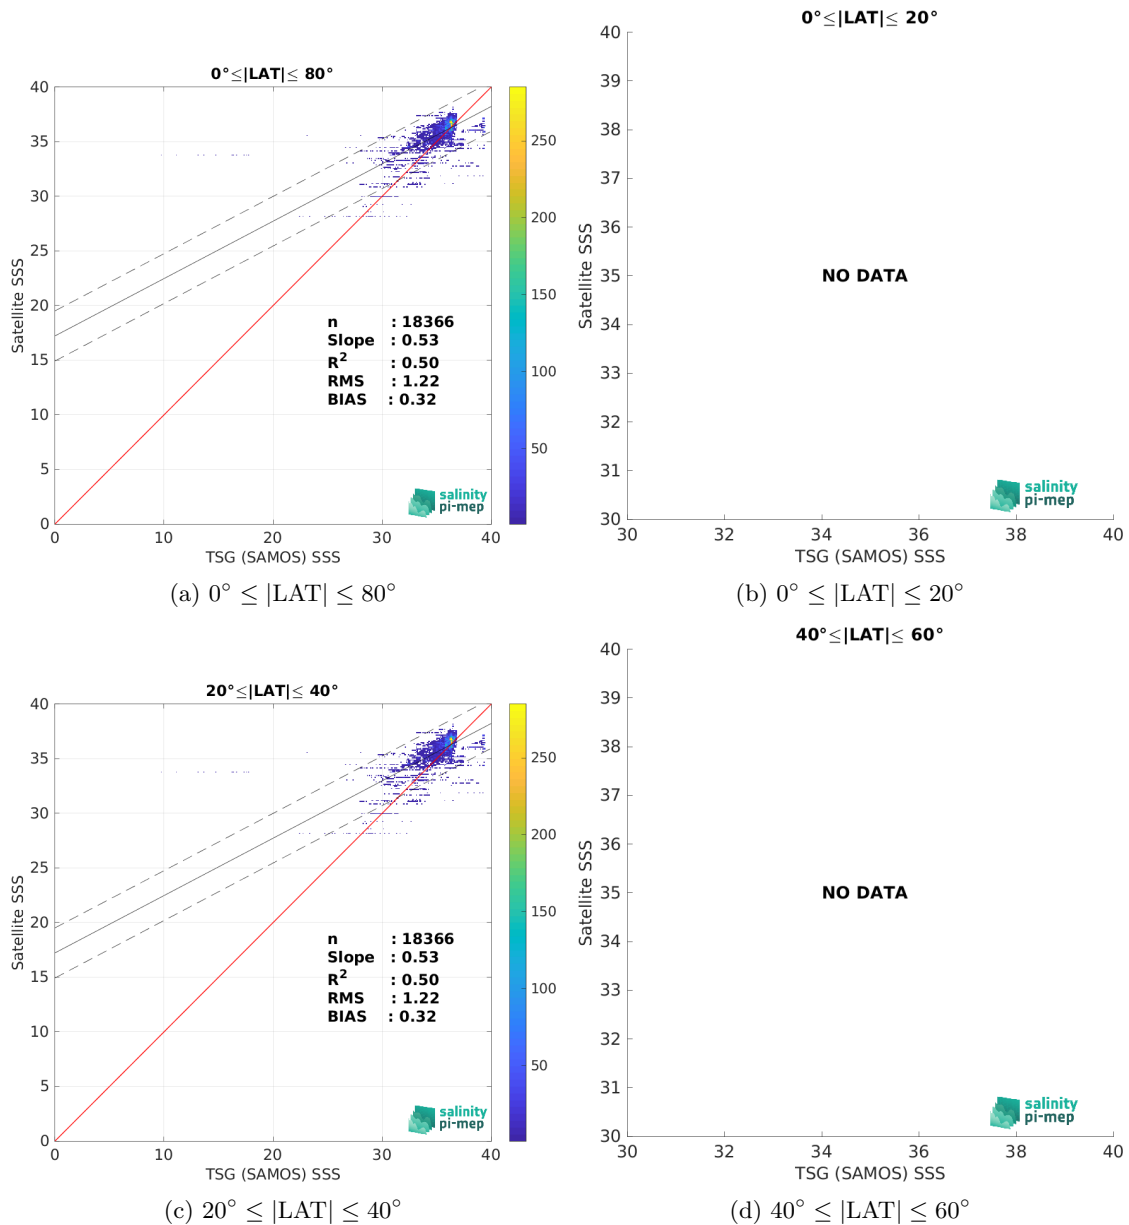 0°≤|LAT|≤ 80°
40
35
30
25
20
15
10
5
0
Satellite SSS
0
10
20
30
40
TSG (SAMOS) SSS
250
200
150
100
50
n : 18366
Slope : 0.53
R² : 0.50
RMS : 1.22
BIAS : 0.32
salinity
pi-mep
(a) 0° ≤ |LAT| ≤ 80°
0°≤|LAT|≤ 20°
40
39
38
37
36
35
34
33
32
31
30
Satellite SSS
NO DATA
30
32
34
36
38
40
TSG (SAMOS) SSS
salinity
pi-mep
(b) 0° ≤ |LAT| ≤ 20°
20°≤|LAT|≤ 40°
40
35
30
25
20
15
10
5
0
Satellite SSS
0
10
20
30
40
TSG (SAMOS) SSS
250
200
150
100
50
n : 18366
Slope : 0.53
R² : 0.50
RMS : 1.22
BIAS : 0.32
salinity
pi-mep
(c) 20° ≤ |LAT| ≤ 40°
40°≤|LAT|≤ 60°
40
39
38
37
36
35
34
33
32
31
30
Satellite SSS
NO DATA
30
32
34
36
38
40
TSG (SAMOS) SSS
salinity
pi-mep
(d) 40° ≤ |LAT| ≤ 60°